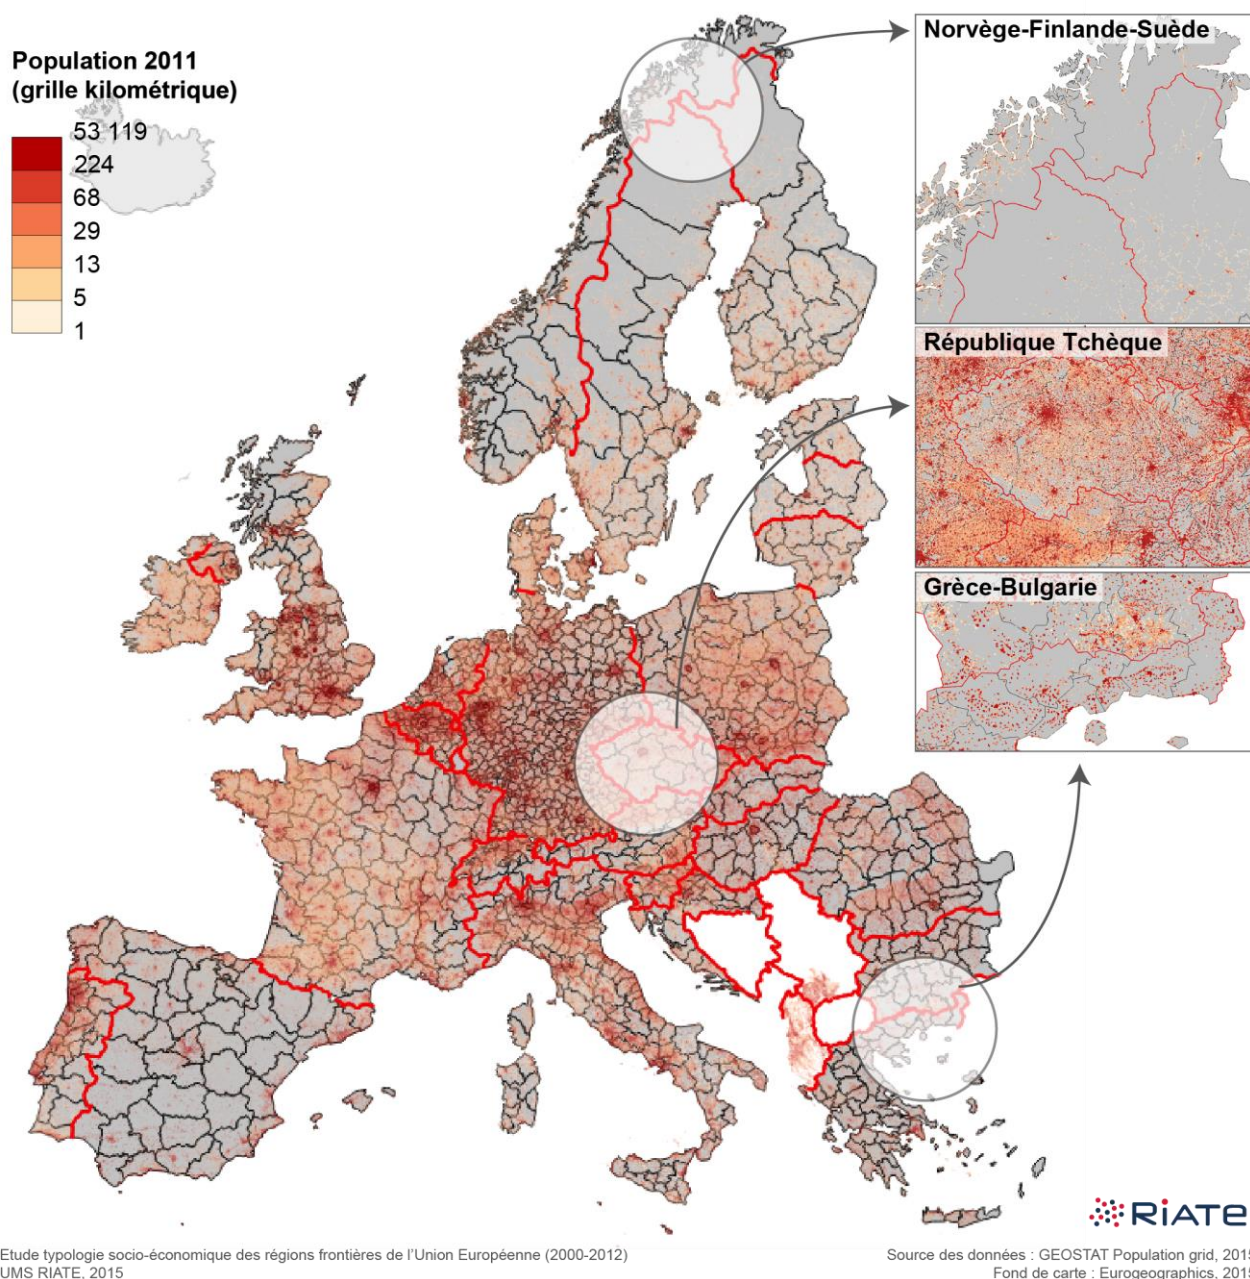 Population 2011
(grille kilométrique)
53 119
224
68
29
13
5
1
Norvège-Finlande-Suède
République Tchèque
Grèce-Bulgarie
RiATE
Etude typologie socio-économique des régions frontières de l'Union Européenne (2000-2012)
UMS RIATE, 2015
Source des données : GEOSTAT Population grid, 2015
Fond de carte : Eurogeographics, 2015